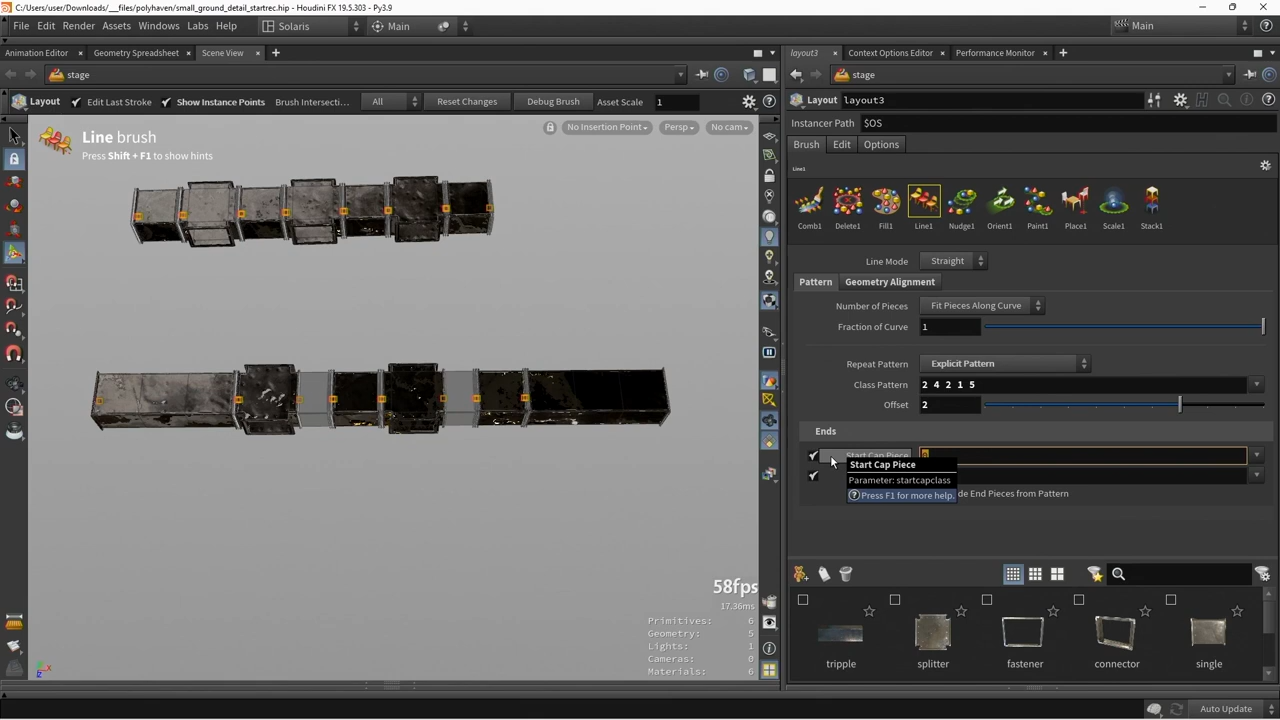 C:/Users/user/Downloads/__files/polyhaven/small_ground_detail_startrec.hip - Houdini FX 19.5.303 - Py3.9
File Edit Render Assets Windows Labs Help Solaris Main Main
Animation Editor Geometry Spreadsheet Scene View
layout3 Context Options Editor Performance Monitor
stage
stage
Layout Edit Last Stroke Show Instance Points Brush Intersecti... All Reset Changes Debug Brush Asset Scale 1
Layout layout3
Instancer Path $OS
Line brush
Press Shift + F1 to show hints
No Insertion Point Persp No cam
Brush Edit Options
Line1
Comb1 Delete1 Fill1 Line1 Nudge1 Orient1 Paint1 Place1 Scale1 Stack1
Line Mode Straight
Pattern Geometry Alignment
Number of Pieces Fit Pieces Along Curve
Fraction of Curve 1
Repeat Pattern Explicit Pattern
Class Pattern 2 4 2 1 5
Offset 2
Ends
Start Cap Piece
Start Cap Piece
Parameter: startcapclass
Press F1 for more help.
de End Pieces from Pattern
58fps
17.36ms
Primitives: 6
Geometry: 5
Lights: 1
Cameras: 0
Materials: 6
tripple splitter fastener connector single
Auto Update